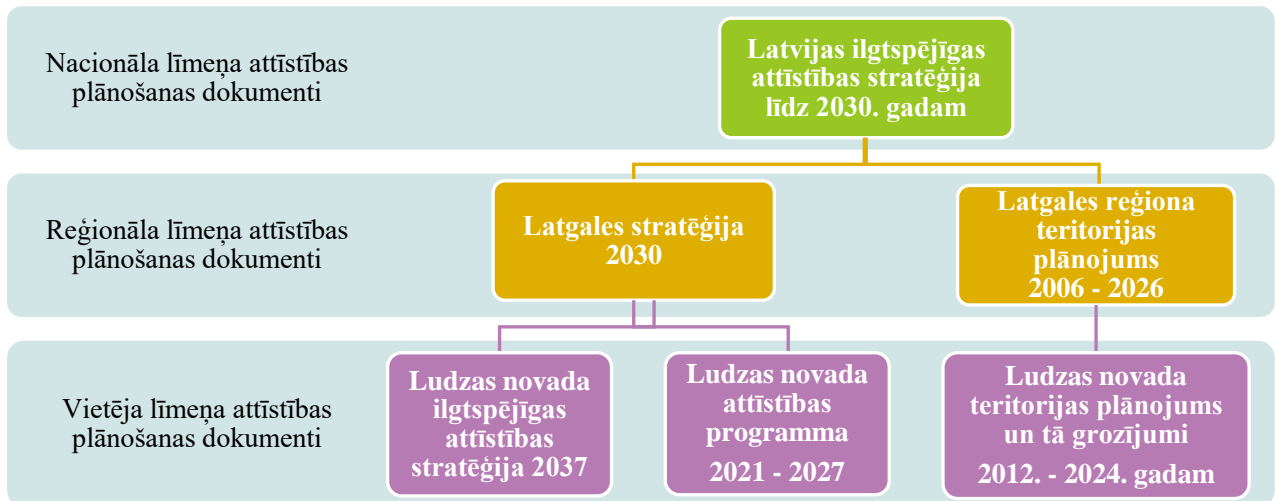 Nacionāla līmeņa attīstības
plānošanas dokumenti
Latvijas ilgtspējīgas
attīstības stratēģija
līdz 2030. gadam
Reģionāla līmeņa attīstības
plānošanas dokumenti
Latgales stratēģija
2030
Latgales reģiona
teritorijas
plānojums
2006 - 2026
Vietēja līmeņa attīstības
plānošanas dokumenti
Ludzas novada
ilgtspējīgas
attīstības
stratēģija 2037
Ludzas novada
attīstības
programma
2021 - 2027
Ludzas novada
teritorijas plānojums
un tā grozījumi
2012. - 2024. gadam